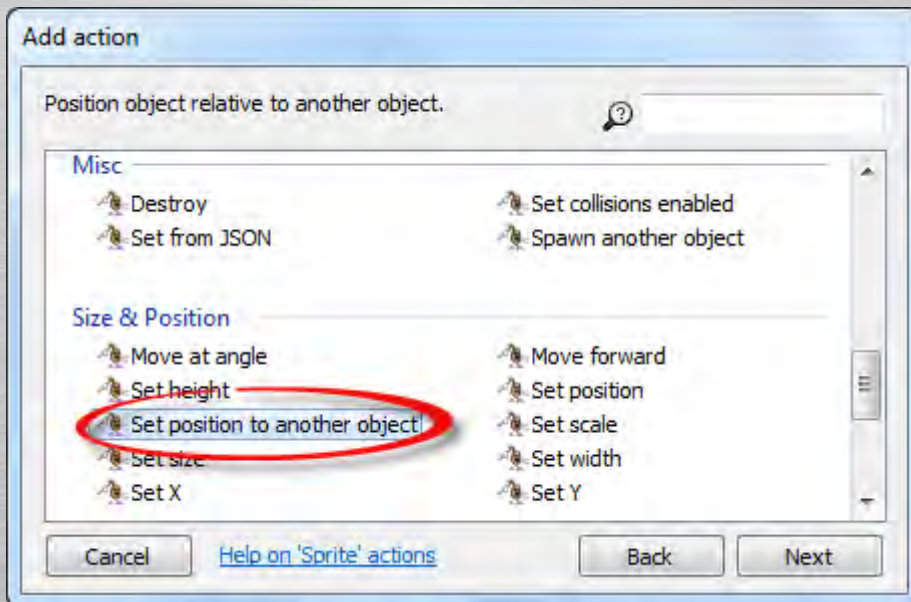 Add action
Position object relative to another object.
Misc
Destroy Set collisions enabled
Set from JSON Spawn another object
Size & Position
Move at angle Move forward
Set height Set position
Set position to another object Set scale
Set size Set width
Set X Set Y
Cancel Help on 'Sprite' actions Back Next